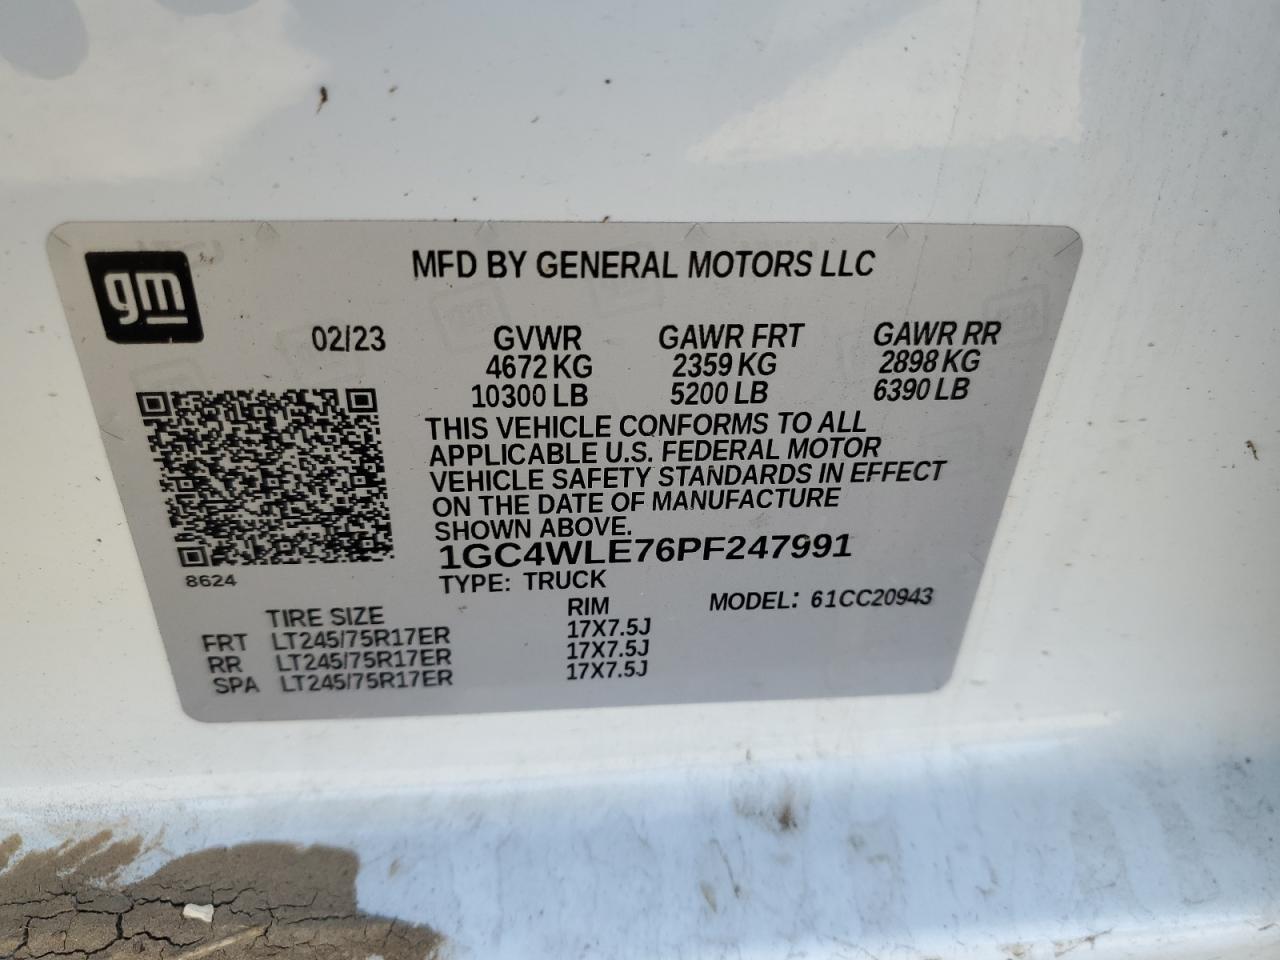 gm
MFD BY GENERAL MOTORS LLC
02/23 GVWR GAWR FRT GAWR RR
4672 KG 2359 KG 2898 KG
10300 LB 5200 LB 6390 LB
THIS VEHICLE CONFORMS TO ALL
APPLICABLE U.S. FEDERAL MOTOR
VEHICLE SAFETY STANDARDS IN EFFECT
ON THE DATE OF MANUFACTURE
SHOWN ABOVE.
1GC4WLE76PF247991
8624
TYPE: TRUCK MODEL: 61CC20943
TIRE SIZE RIM
FRT LT245/75R17ER 17X7.5J
RR LT245/75R17ER 17X7.5J
SPA LT245/75R17ER 17X7.5J